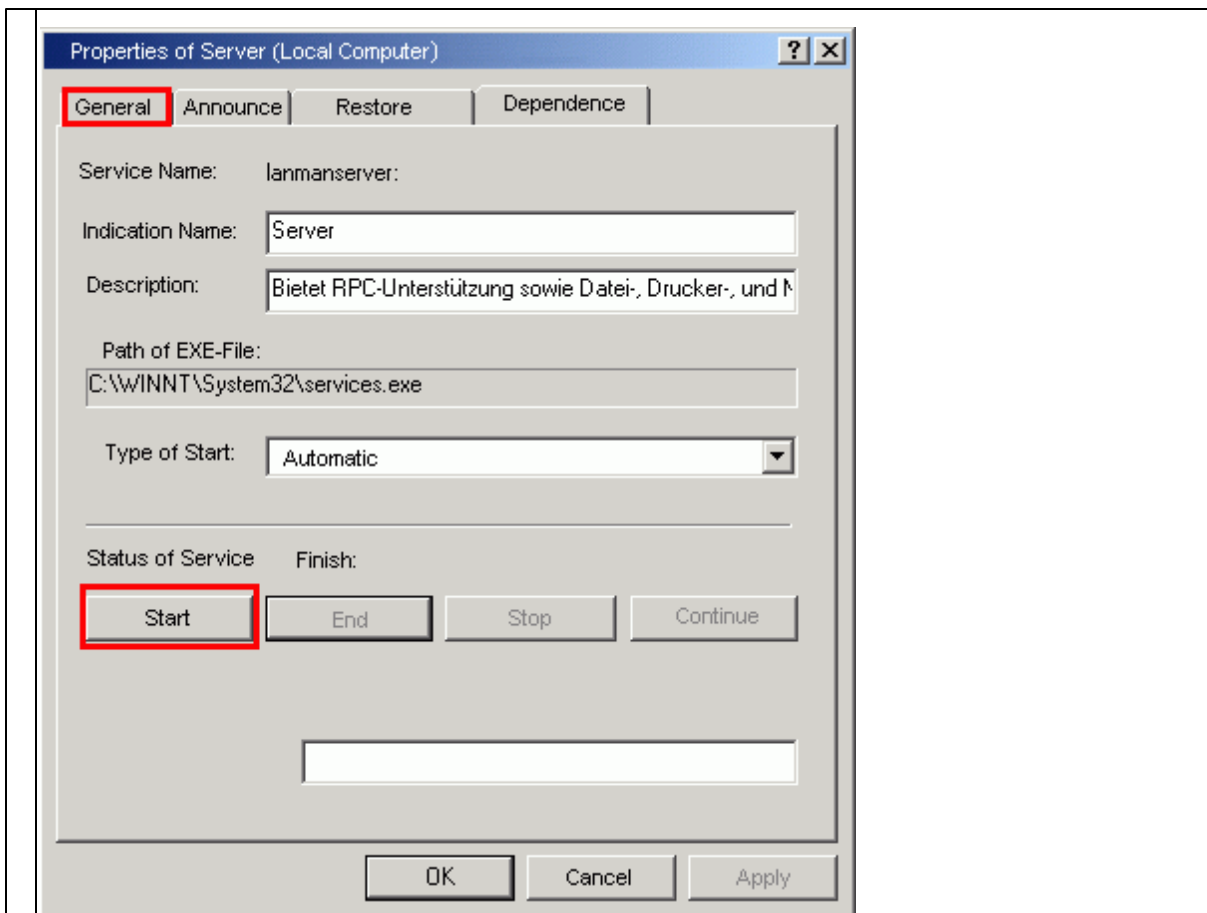 Properties of Server (Local Computer)
General Announce Restore Dependence
Service Name: lanmanserver:
Indication Name: Server
Description: Bietet RPC-Unterstützung sowie Datei-, Drucker-, und
Path of EXE-File:
C:\WINNT\System32\services.exe
Type of Start: Automatic
Status of Service Finish:
Start End Stop Continue
OK Cancel Apply